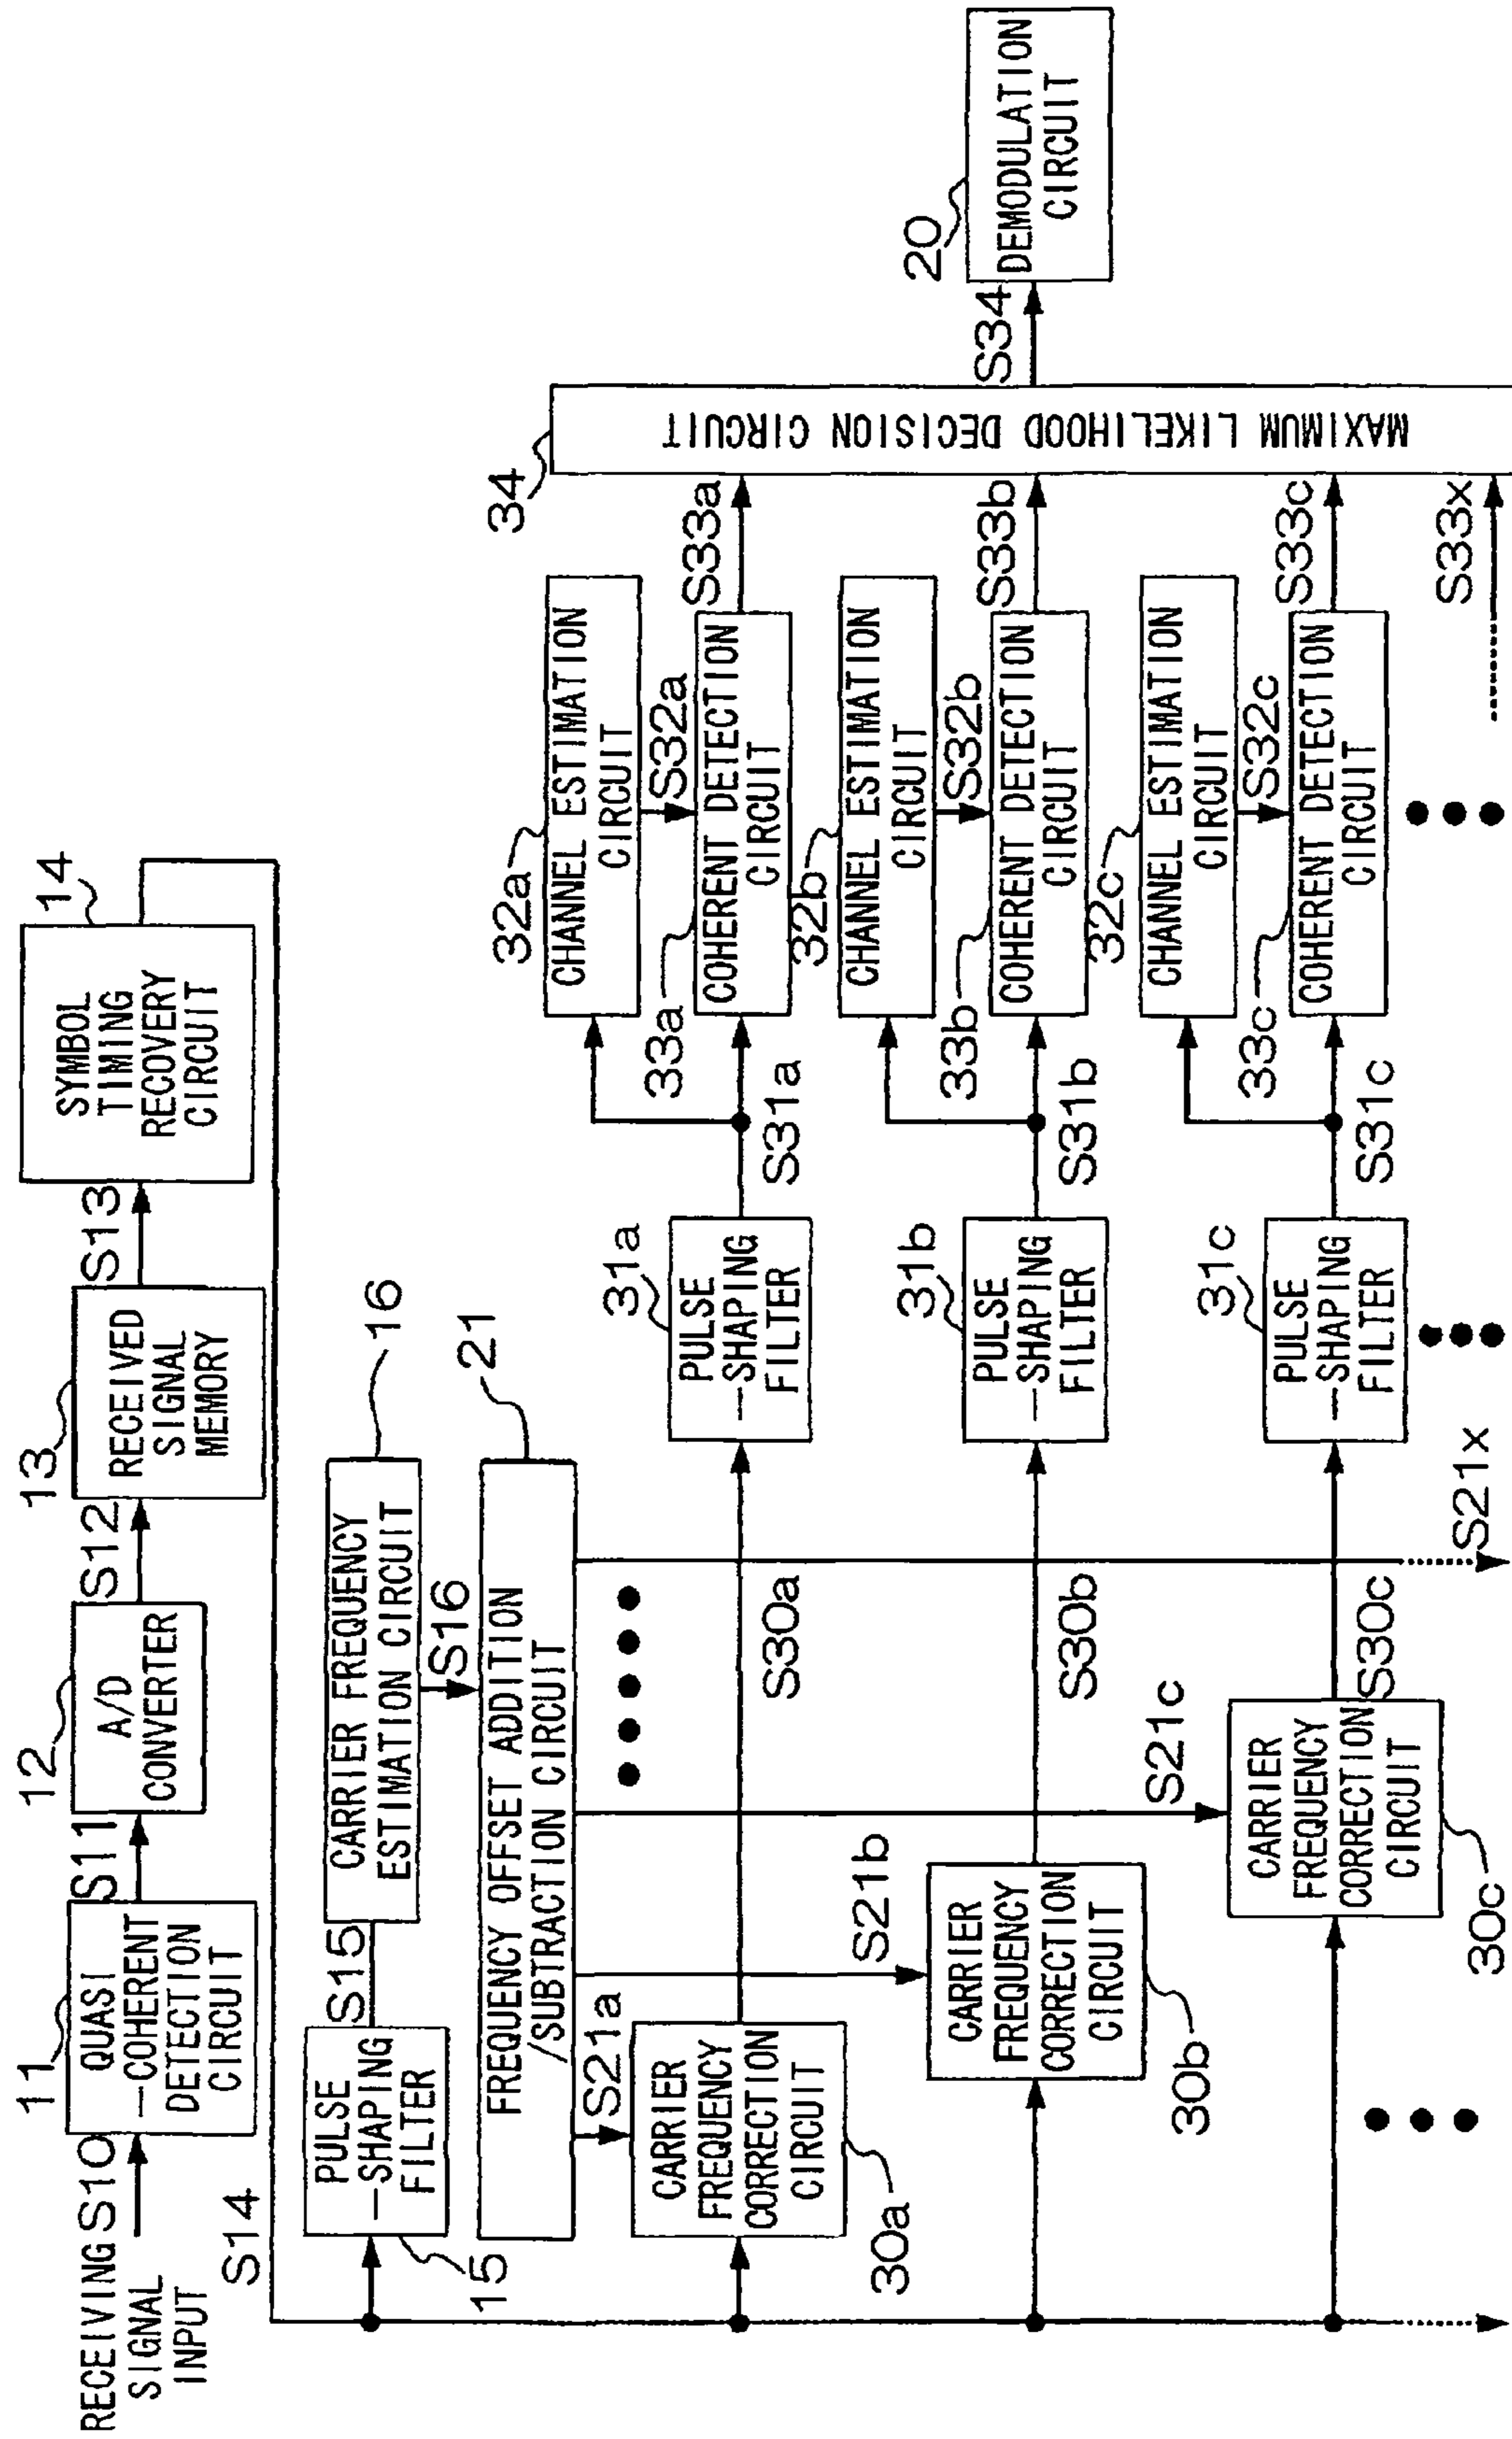 RECEIVING
SIGNAL
INPUT
S10
11
QUASI
—COHERENT
DETECTION
CIRCUIT
S11
12
A/D
CONVERTER
S12
13
RECEIVED
SIGNAL
MEMORY
S13
14
SYMBOL
TIMING
RECOVERY
CIRCUIT
S14
15
PULSE
—SHAPING
FILTER
S15
16
CARRIER FREQUENCY
ESTIMATION CIRCUIT
S16
21
FREQUENCY OFFSET ADDITION
/SUBTRACTION CIRCUIT
S21a
S21b
S21c
S21x
30a
CARRIER
FREQUENCY
CORRECTION
CIRCUIT
S30a
31a
PULSE
—SHAPING
FILTER
S31a
32a
CHANNEL ESTIMATION
CIRCUIT
S32a
33a
COHERENT DETECTION
CIRCUIT
S33a
30b
CARRIER
FREQUENCY
CORRECTION
CIRCUIT
S30b
31b
PULSE
—SHAPING
FILTER
S31b
32b
CHANNEL ESTIMATION
CIRCUIT
S32b
33b
COHERENT DETECTION
CIRCUIT
S33b
30c
CARRIER
FREQUENCY
CORRECTION
CIRCUIT
S30c
31c
PULSE
—SHAPING
FILTER
S31c
32c
CHANNEL ESTIMATION
CIRCUIT
S32c
33c
COHERENT DETECTION
CIRCUIT
S33c
S33x
34
MAXIMUM LIKELIHOOD DECISION CIRCUIT
S34
20
DEMODULATION
CIRCUIT